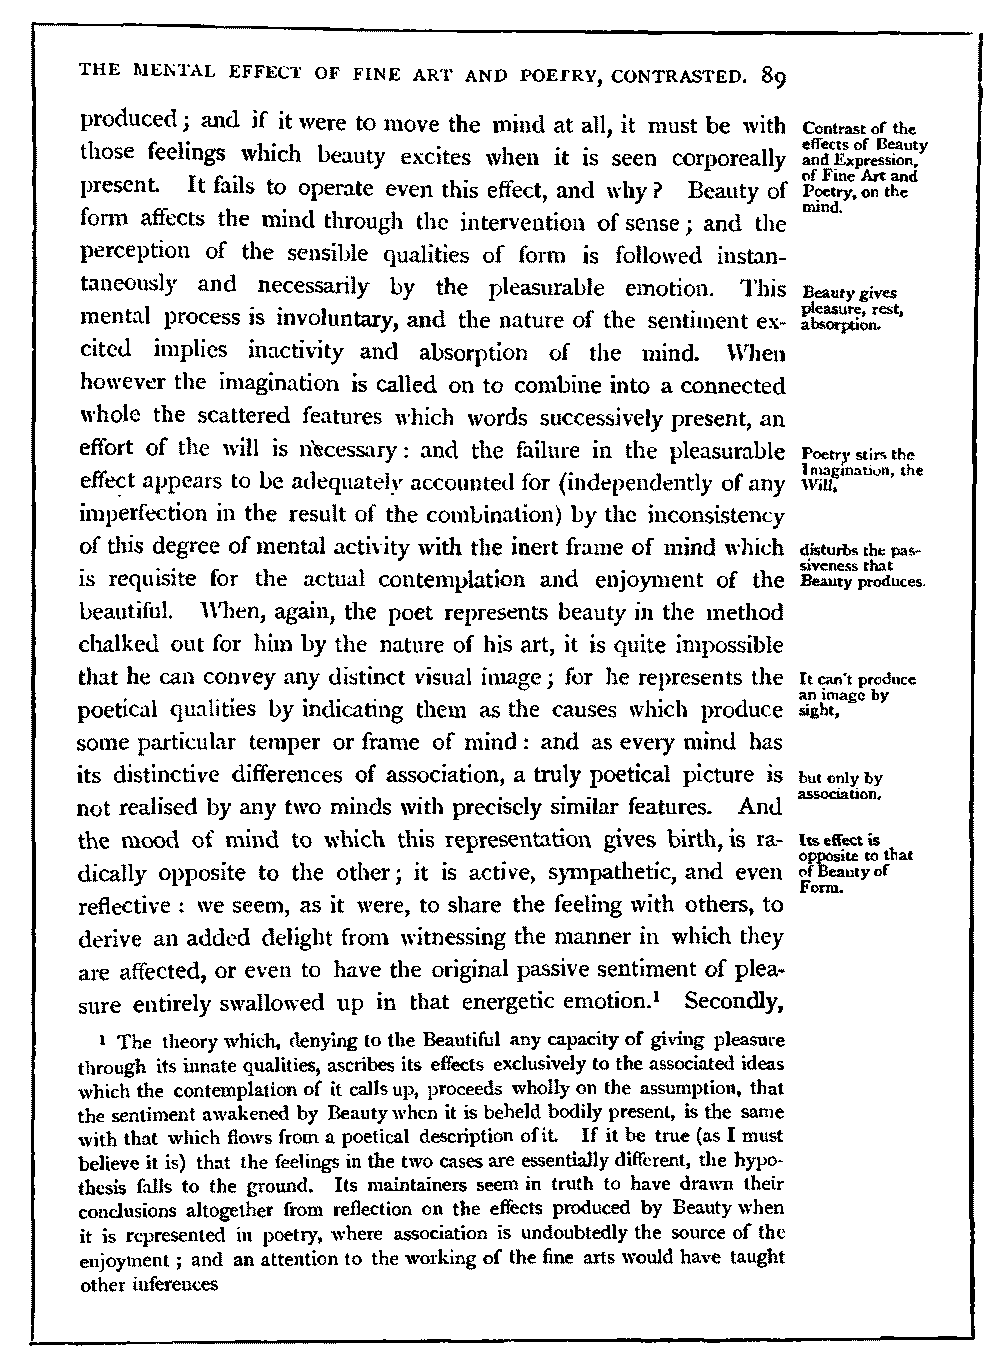 THE MENTAL EFFECT OF FINE ART AND POETRY, CONTRASTED. 89
produced; and if it were to move the mind at all, it must be with
those feelings which beauty excites when it is seen corporeally
present. It fails to operate even this effect, and why? Beauty of
form affects the mind through the intervention of sense; and the
perception of the sensible qualities of form is followed instan-
taneously and necessarily by the pleasurable emotion. This
mental process is involuntary, and the nature of the sentiment ex-
cited implies inactivity and absorption of the mind. When
however the imagination is called on to combine into a connected
whole the scattered features which words successively present, an
effort of the will is necessary: and the failure in the pleasurable
effect appears to be adequately accounted for (independently of any
imperfection in the result of the combination) by the inconsistency
of this degree of mental activity with the inert frame of mind which
is requisite for the actual contemplation and enjoyment of the
beautiful. When, again, the poet represents beauty in the method
chalked out for him by the nature of his art, it is quite impossible
that he can convey any distinct visual image; for he represents the
poetical qualities by indicating them as the causes which produce
some particular temper or frame of mind: and as every mind has
its distinctive differences of association, a truly poetical picture is
not realised by any two minds with precisely similar features. And
the mood of mind to which this representation gives birth, is ra-
dically opposite to the other; it is active, sympathetic, and even
reflective: we seem, as it were, to share the feeling with others, to
derive an added delight from witnessing the manner in which they
are affected, or even to have the original passive sentiment of plea-
sure entirely swallowed up in that energetic emotion.¹ Secondly,
Contrast of the
effects of Beauty
and Expression,
of Fine Art and
Poetry, on the
mind.
Beauty gives
pleasure, rest,
absorption.
Poetry stirs the
Imagination, the
Will,
disturbs the pas-
siveness that
Beauty produces.
It can't produce
an image by
sight,
but only by
association.
Its effect is
opposite to that
of Beauty of
Form.
¹ The theory which, denying to the Beautiful any capacity of giving pleasure
through its innate qualities, ascribes its effects exclusively to the associated ideas
which the contemplation of it calls up, proceeds wholly on the assumption, that
the sentiment awakened by Beauty when it is beheld bodily present, is the same
with that which flows from a poetical description of it. If it be true (as I must
believe it is) that the feelings in the two cases are essentially different, the hypo-
thesis falls to the ground. Its maintainers seem in truth to have drawn their
conclusions altogether from reflection on the effects produced by Beauty when
it is represented in poetry, where association is undoubtedly the source of the
enjoyment; and an attention to the working of the fine arts would have taught
other inferences